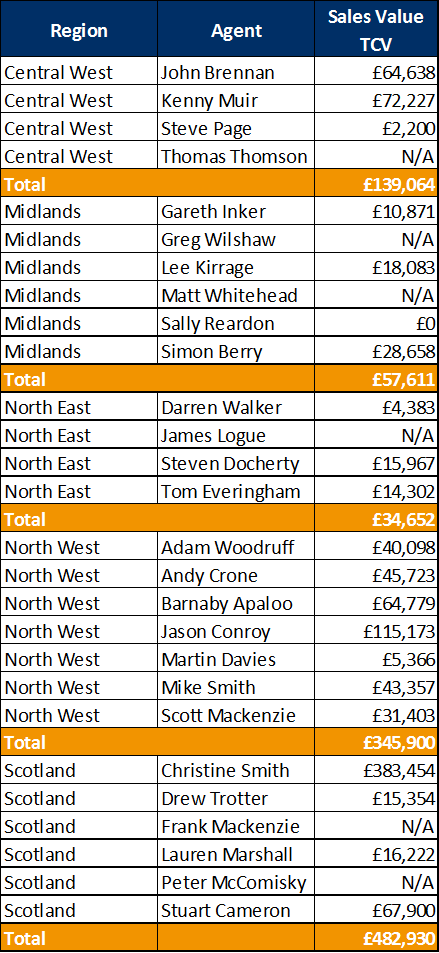 Region Agent Sales Value TCV
Central West John Brennan £64,638
Central West Kenny Muir £72,227
Central West Steve Page £2,200
Central West Thomas Thomson N/A
Total £139,064
Midlands Gareth Inker £10,871
Midlands Greg Wilshaw N/A
Midlands Lee Kirrage £18,083
Midlands Matt Whitehead N/A
Midlands Sally Reardon £0
Midlands Simon Berry £28,658
Total £57,611
North East Darren Walker £4,383
North East James Logue N/A
North East Steven Docherty £15,967
North East Tom Everingham £14,302
Total £34,652
North West Adam Woodruff £40,098
North West Andy Crone £45,723
North West Barnaby Apaloo £64,779
North West Jason Conroy £115,173
North West Martin Davies £5,366
North West Mike Smith £43,357
North West Scott Mackenzie £31,403
Total £345,900
Scotland Christine Smith £383,454
Scotland Drew Trotter £15,354
Scotland Frank Mackenzie N/A
Scotland Lauren Marshall £16,222
Scotland Peter McComisky N/A
Scotland Stuart Cameron £67,900
Total £482,930